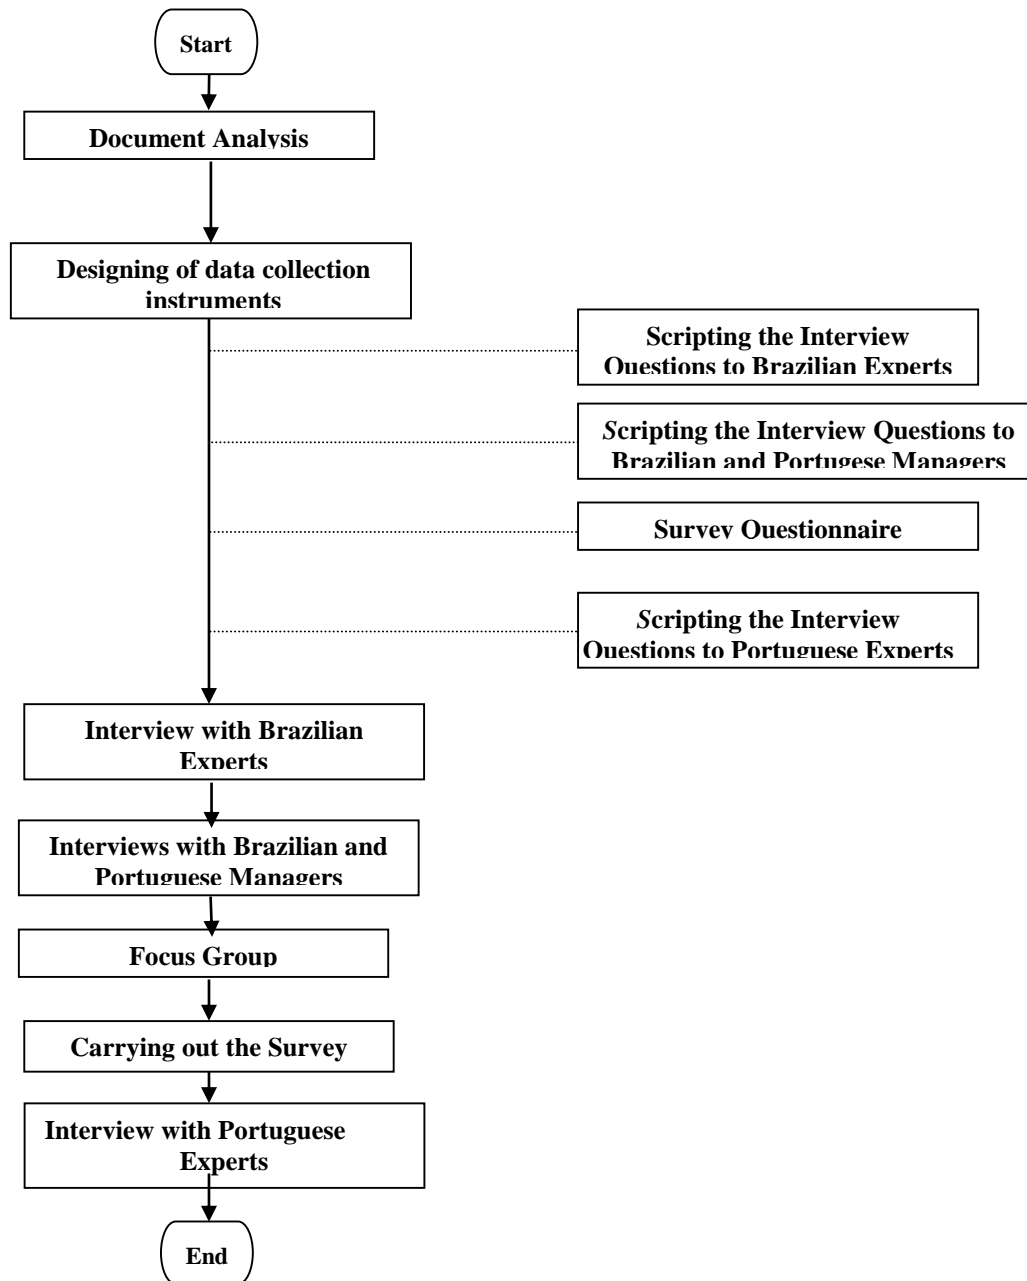 Start
Document Analysis
Designing of data collection
instruments
Scripting the Interview
Questions to Brazilian Experts
Scripting the Interview Questions to
Brazilian and Portugese Managers
Survey Questionnaire
Scripting the Interview
Questions to Portuguese Experts
Interview with Brazilian
Experts
Interviews with Brazilian and
Portuguese Managers
Focus Group
Carrying out the Survey
Interview with Portuguese
Experts
End